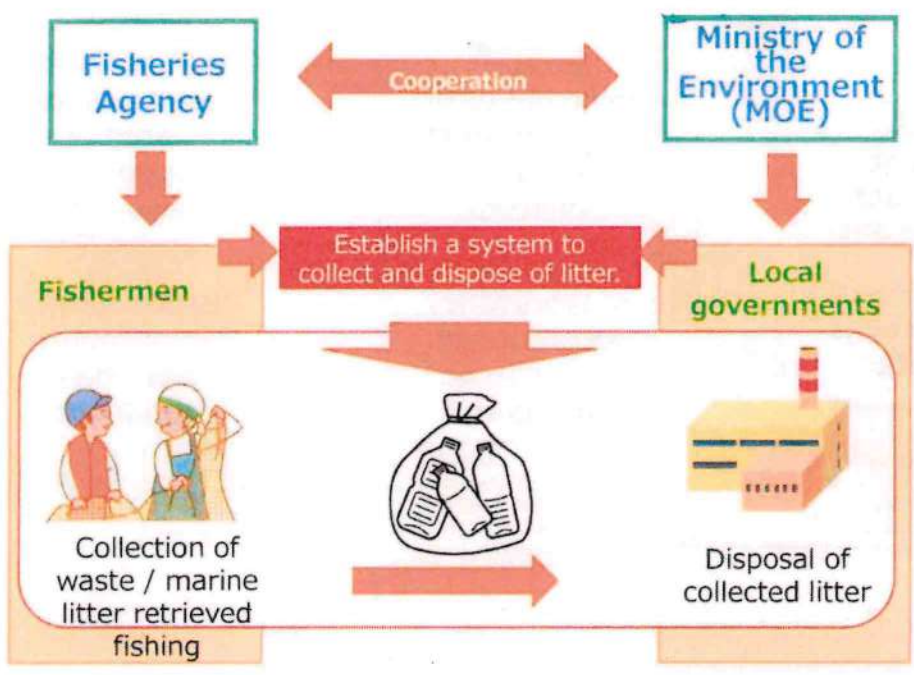 Fisheries
Agency
Cooperation
Ministry of
the
Environment
(MOE)
Establish a system to
collect and dispose of litter.
Fishermen
Local
governments
Collection of
waste / marine
litter retrieved
fishing
Disposal of
collected litter